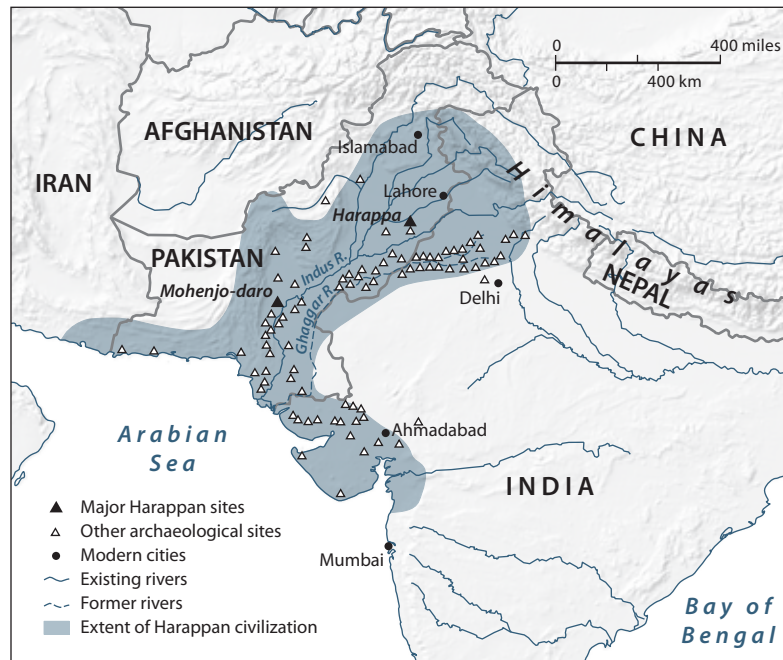 0 400 miles
0 400 km
AFGHANISTAN
CHINA
IRAN
Islamabad
Lahore
Himalayas
Harappa
PAKISTAN
Indus R.
NEPAL
Mohenjo-daro
Delhi
Ghaggar R.
Arabian
Sea
Ahmadabad
INDIA
Major Harappan sites
Other archaeological sites
Modern cities
Mumbai
Existing rivers
Former rivers
Extent of Harappan civilization
Bay of
Bengal